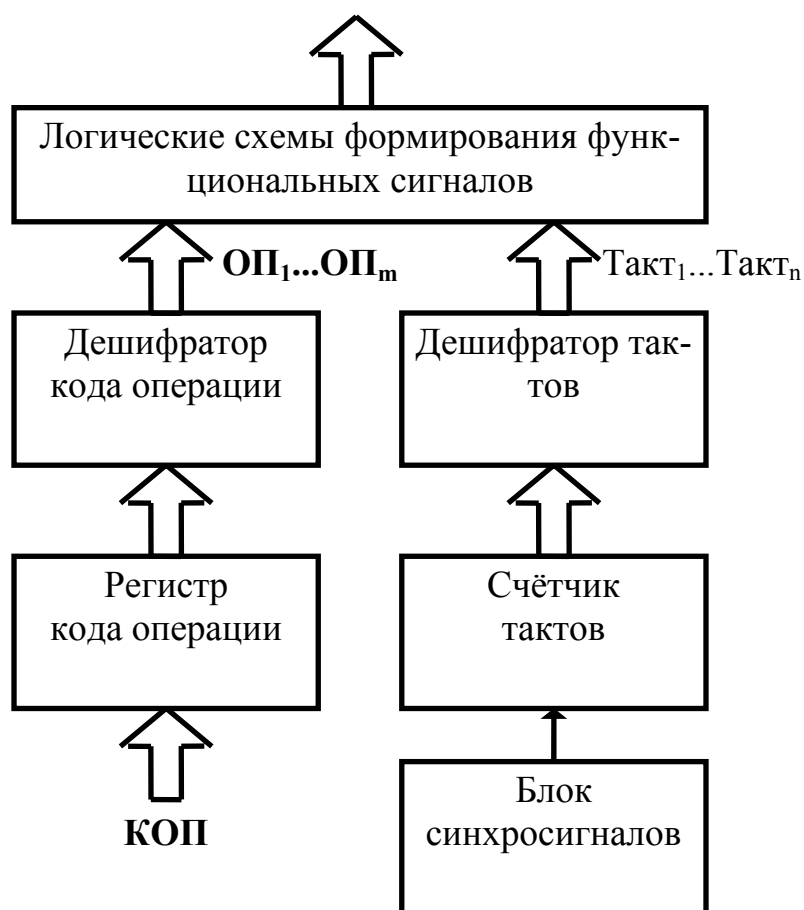 Логические схемы формирования функ-
циональных сигналов
ОП₁...ОПₘ
Такт₁...Тактₙ
Дешифратор
кода операции
Дешифратор так-
тов
Регистр
кода операции
Счётчик
тактов
КОП
Блок
синхросигналов